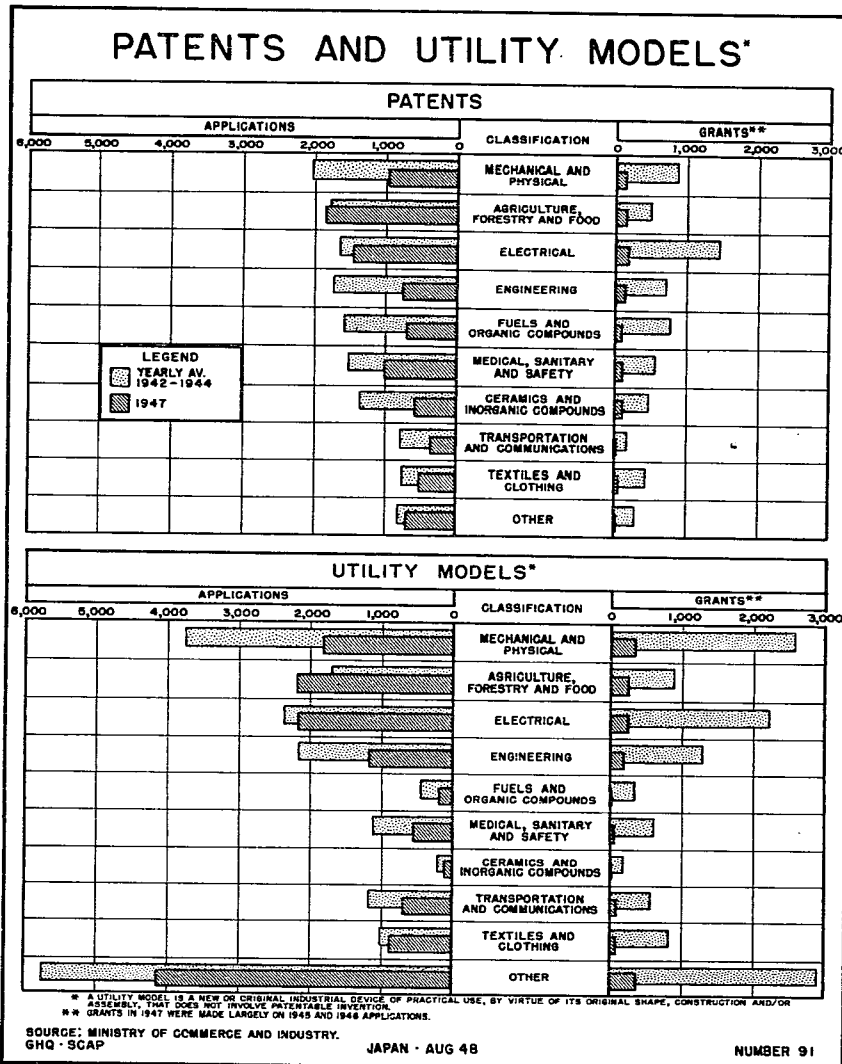 PATENTS AND UTILITY MODELS*
PATENTS
APPLICATIONS
CLASSIFICATION
GRANTS**
6,000 5,000 4,000 3,000 2,000 1,000 0
0 1,000 2,000 3,000
MECHANICAL AND
PHYSICAL
AGRICULTURE,
FORESTRY AND FOOD
ELECTRICAL
ENGINEERING
FUELS AND
ORGANIC COMPOUNDS
MEDICAL, SANITARY
AND SAFETY
CERAMICS AND
INORGANIC COMPOUNDS
TRANSPORTATION
AND COMMUNICATIONS
TEXTILES AND
CLOTHING
OTHER
LEGEND
YEARLY AV.
1942-1944
1947
UTILITY MODELS*
APPLICATIONS
CLASSIFICATION
GRANTS**
6,000 5,000 4,000 3,000 2,000 1,000 0
0 1,000 2,000 3,000
MECHANICAL AND
PHYSICAL
AGRICULTURE,
FORESTRY AND FOOD
ELECTRICAL
ENGINEERING
FUELS AND
ORGANIC COMPOUNDS
MEDICAL, SANITARY
AND SAFETY
CERAMICS AND
INORGANIC COMPOUNDS
TRANSPORTATION
AND COMMUNICATIONS
TEXTILES AND
CLOTHING
OTHER
* A UTILITY MODEL IS A NEW OR ORIGINAL INDUSTRIAL DEVICE OF PRACTICAL USE, BY VIRTUE OF ITS ORIGINAL SHAPE, CONSTRUCTION AND/OR
ASSEMBLY, THAT DOES NOT INVOLVE PATENTABLE INVENTION.
** GRANTS IN 1947 WERE MADE LARGELY ON 1945 AND 1946 APPLICATIONS.
SOURCE: MINISTRY OF COMMERCE AND INDUSTRY.
GHQ - SCAP
JAPAN - AUG 48
NUMBER 91